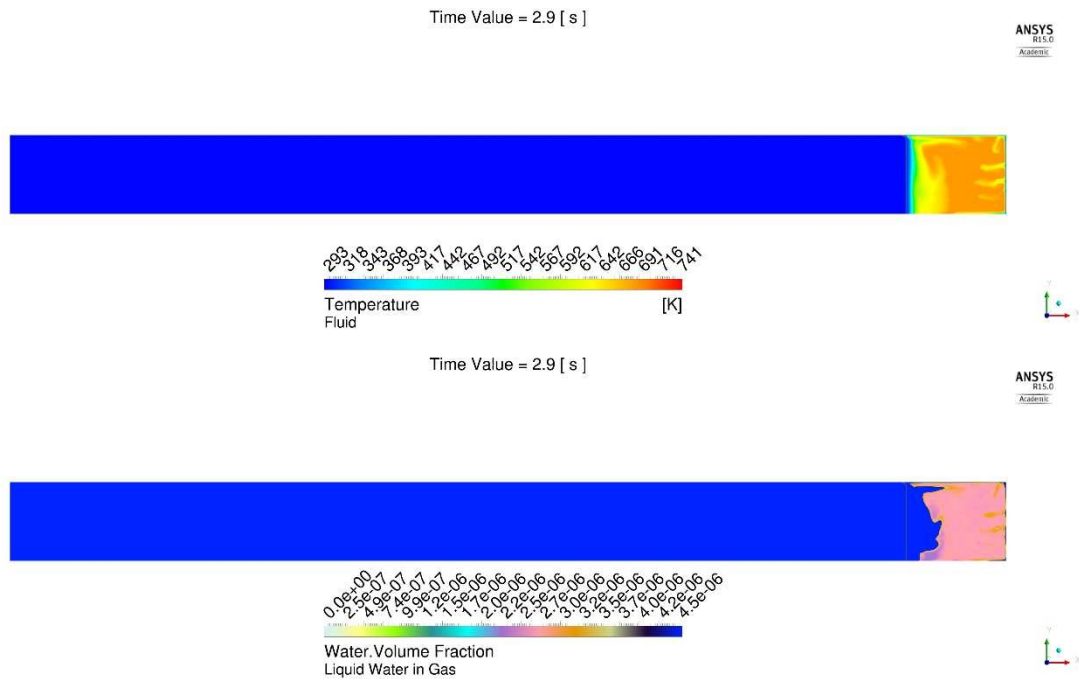 Time Value = 2.9 [ s ]
ANSYS
R15.0
Academic
293 318 343 368 393 417 442 467 492 517 542 567 592 617 642 666 691 716 741
Temperature [K]
Fluid
Y
X
Time Value = 2.9 [ s ]
ANSYS
R15.0
Academic
0.0e+00 2.5e-07 4.9e-07 7.4e-07 9.9e-07 1.2e-06 1.5e-06 1.7e-06 2.0e-06 2.2e-06 2.5e-06 2.7e-06 3.0e-06 3.2e-06 3.5e-06 3.7e-06 4.0e-06 4.2e-06 4.5e-06
Water.Volume Fraction
Liquid Water in Gas
Y
X